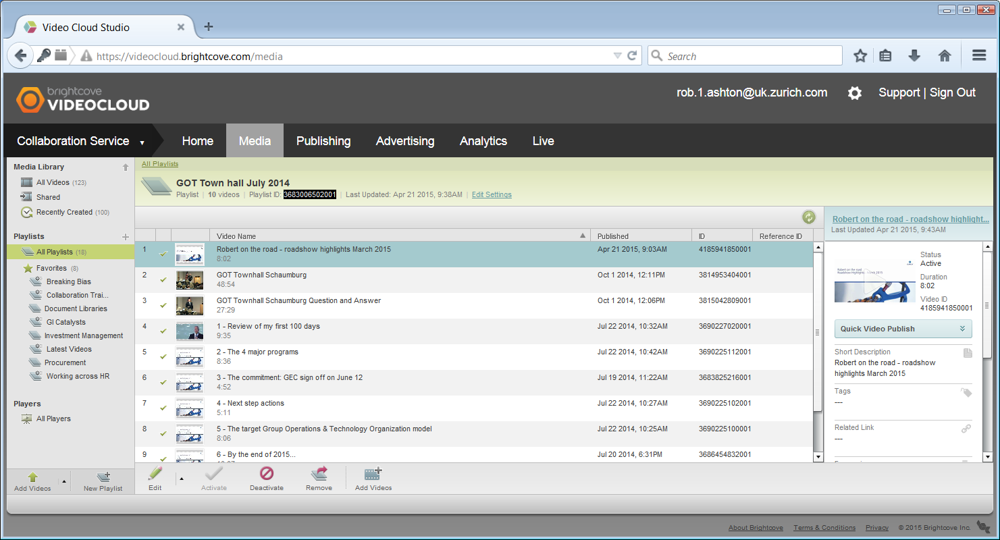 Video Cloud Studio
https://videocloud.brightcove.com/media
Search
brightcove
VIDEOCLOUD
rob.1.ashton@uk.zurich.com
Support | Sign Out
Collaboration Service
Home
Media
Publishing
Advertising
Analytics
Live
Media Library
All Videos (123)
Shared
Recently Created (100)
Playlists
All Playlists (18)
Favorites (8)
Breaking Bias
Collaboration Trai...
Document Libraries
GI Catalysts
Investment Management
Latest Videos
Procurement
Working across HR
Players
All Players
Add Videos
New Playlist
All Playlists
GOT Town hall July 2014
Playlist | 10 videos | Playlist ID: 3683006502001 | Last Updated: Apr 21 2015, 9:38AM | Edit Settings
Video Name Published ID Reference ID
1 Robert on the road - roadshow highlights March 2015 Apr 21 2015, 9:03AM 4185941850001
8:02
2 GOT Townhall Schaumburg Oct 1 2014, 12:11PM 3814953404001
48:54
3 GOT Townhall Schaumburg Question and Answer Oct 1 2014, 12:06PM 3815042809001
27:29
4 1 - Review of my first 100 days Jul 22 2014, 10:32AM 3690227020001
9:35
5 2 - The 4 major programs Jul 22 2014, 10:42AM 3690225112001
8:36
6 3 - The commitment: GEC sign off on June 12 Jul 19 2014, 11:22AM 3683825216001
4:52
7 4 - Next step actions Jul 22 2014, 10:27AM 3690225102001
5:11
8 5 - The target Group Operations & Technology Organization model Jul 22 2014, 10:25AM 3690225100001
8:06
9 6 - By the end of 2015... Jul 20 2014, 6:31PM 3686454832001
Edit
Activate
Deactivate
Remove
Add Videos
Robert on the road - roadshow highlight...
Last Updated Apr 21 2015, 9:43AM
Robert on the road
Roadshow Highlights March 2015
Status
Active
Duration
8:02
Video ID
4185941850001
Quick Video Publish
Short Description
Robert on the road - roadshow
highlights March 2015
Tags
---
Related Link
---
About Brightcove
Terms & Conditions
Privacy
© 2015 Brightcove Inc.